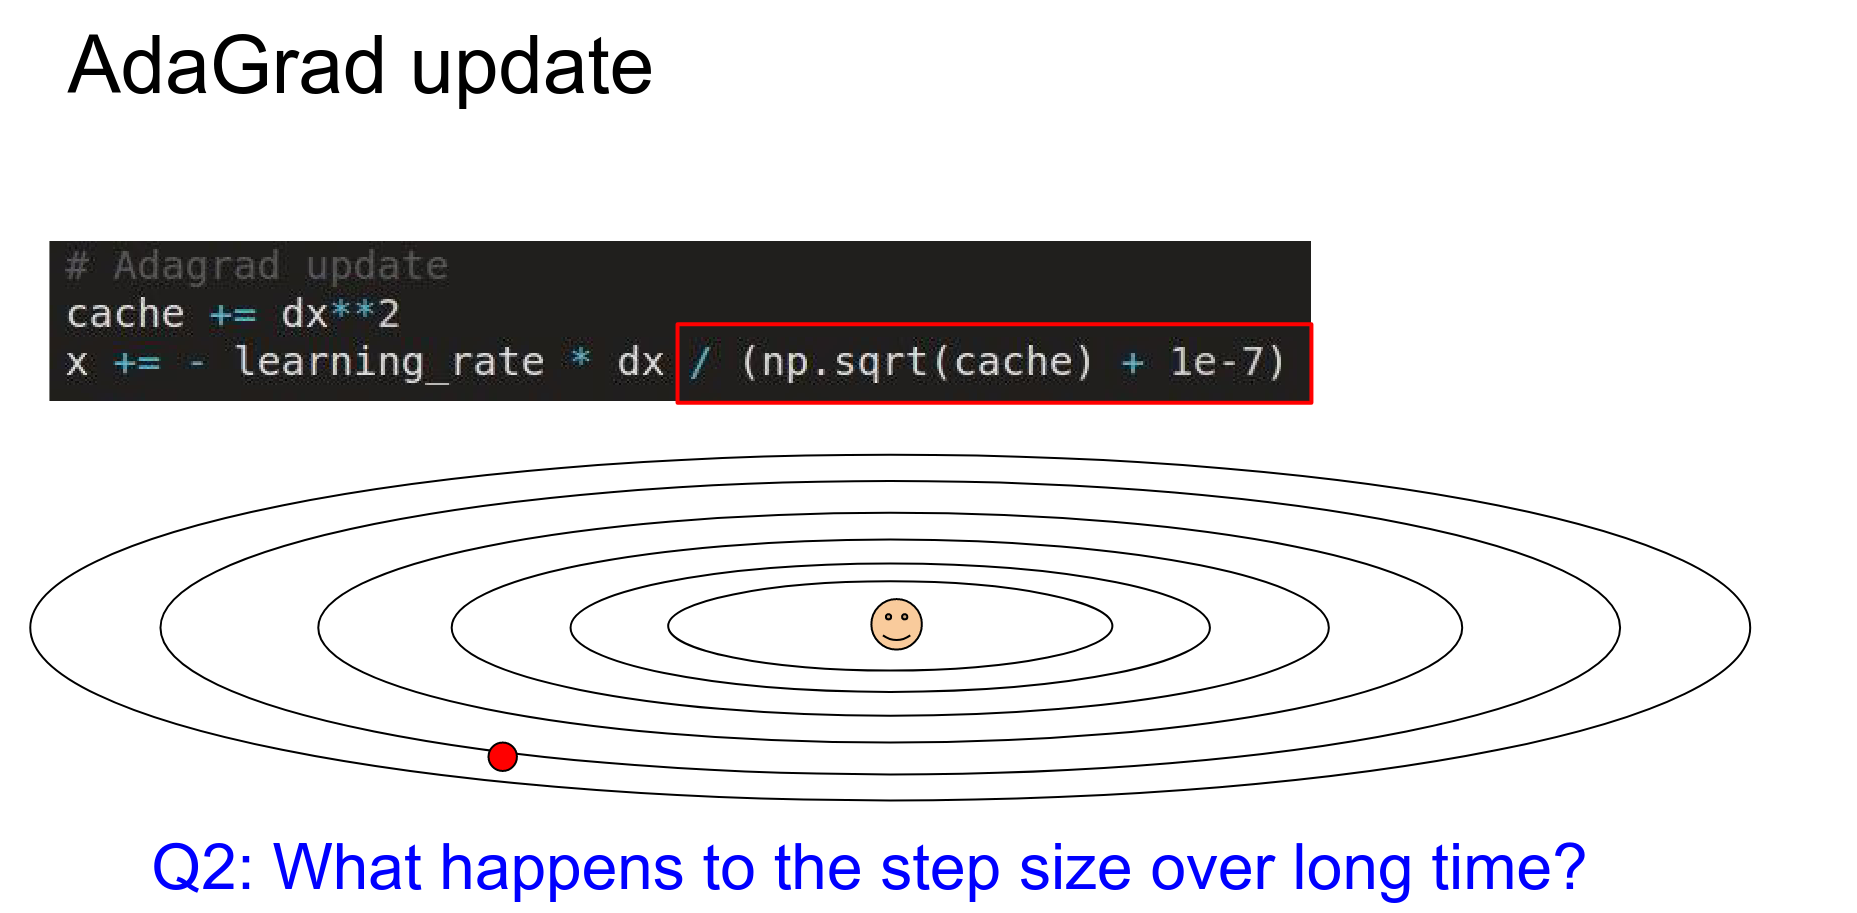 AdaGrad update
# Adagrad update
cache += dx**2
x += - learning_rate * dx / (np.sqrt(cache) + 1e-7)
Q2: What happens to the step size over long time?